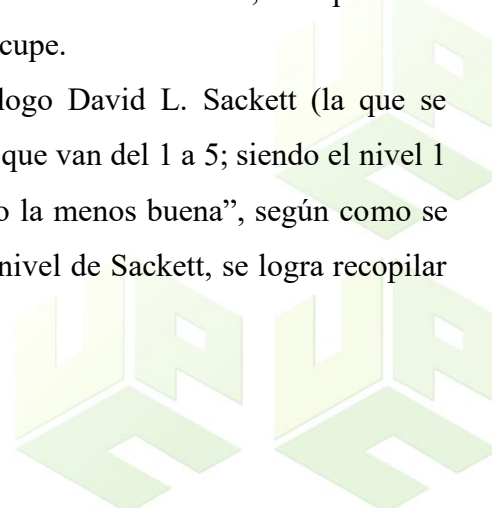 cupe.
logo David L. Sackett (la que se
que van del 1 a 5; siendo el nivel 1
o la menos buena”, según como se
nivel de Sackett, se logra recopilar